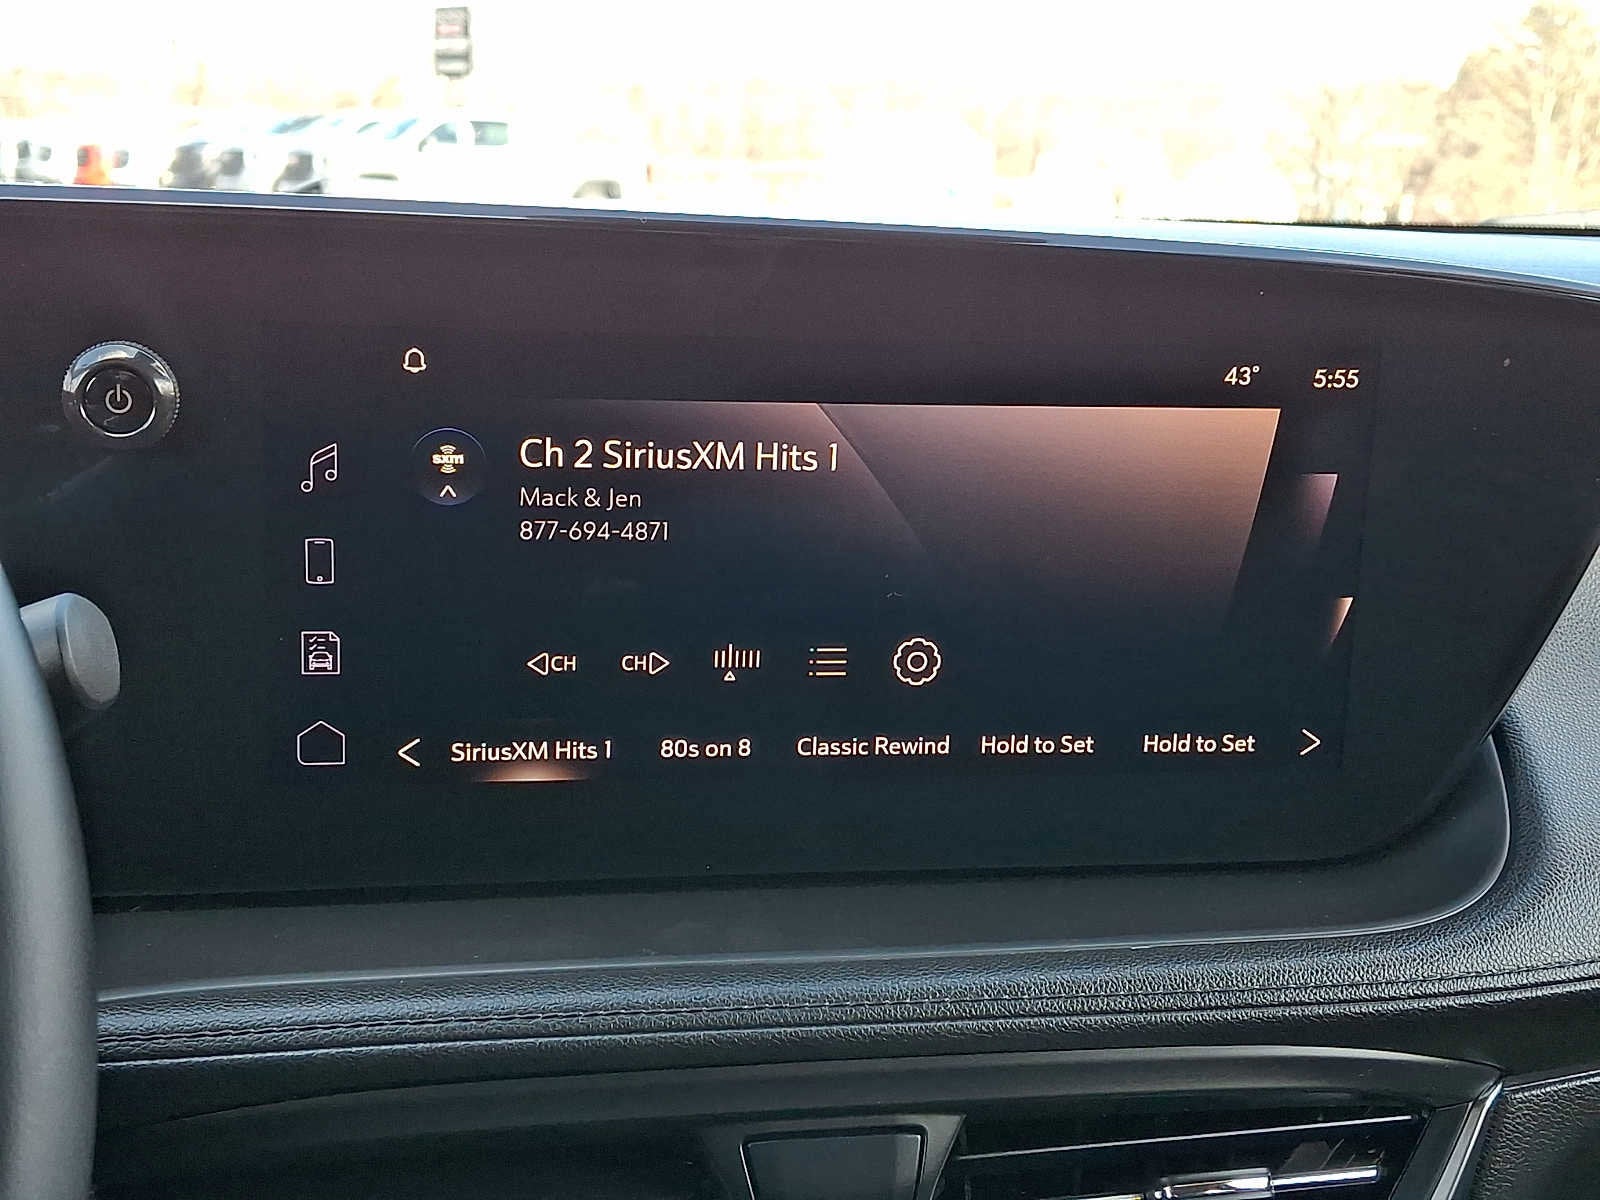 43° 5:55
sxm
Ch 2 SiriusXM Hits 1
Mack & Jen
877-694-4871
CH CH
SiriusXM Hits 1 80s on 8 Classic Rewind Hold to Set Hold to Set